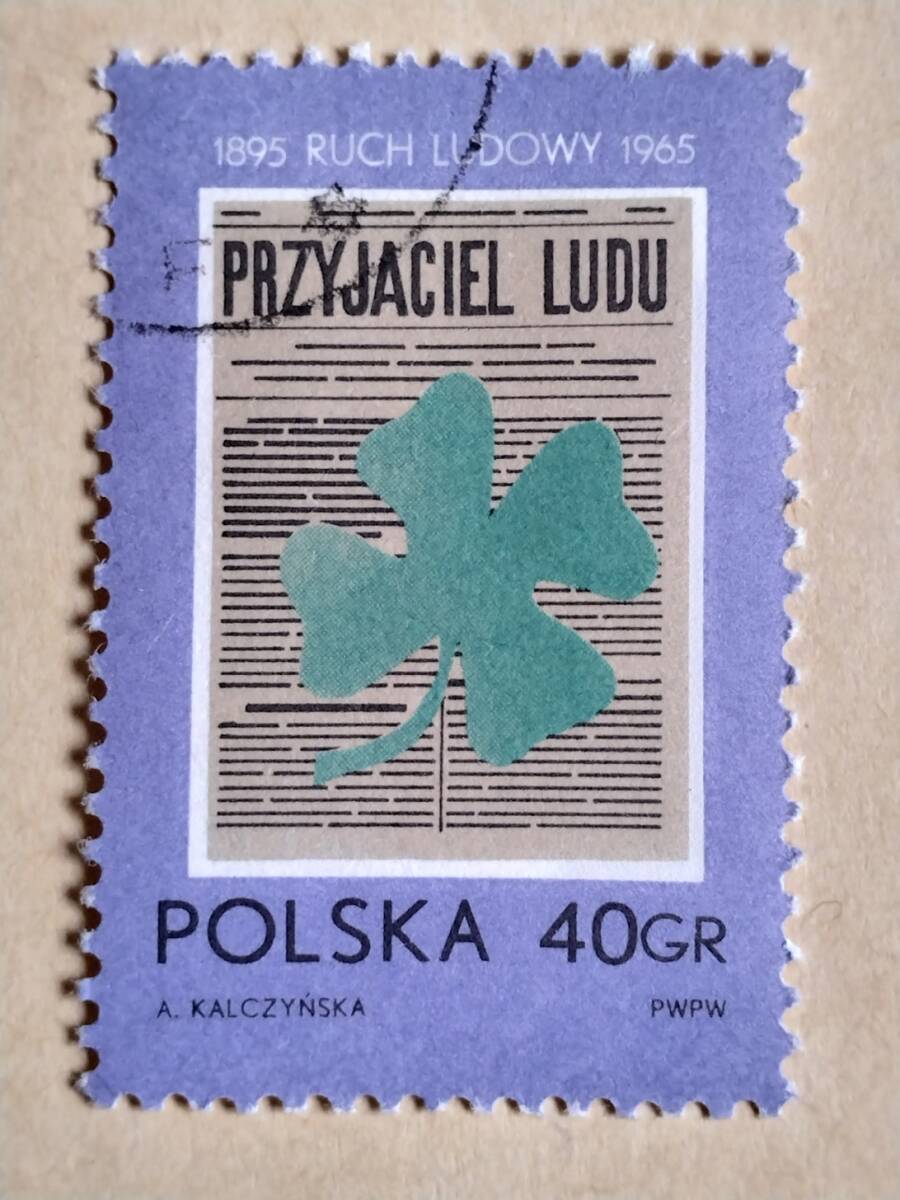 1895 RUCH LUDOWY 1965
PRZYJACIEL LUDU
POLSKA 40GR
A. KALCZYŃSKA PWPW